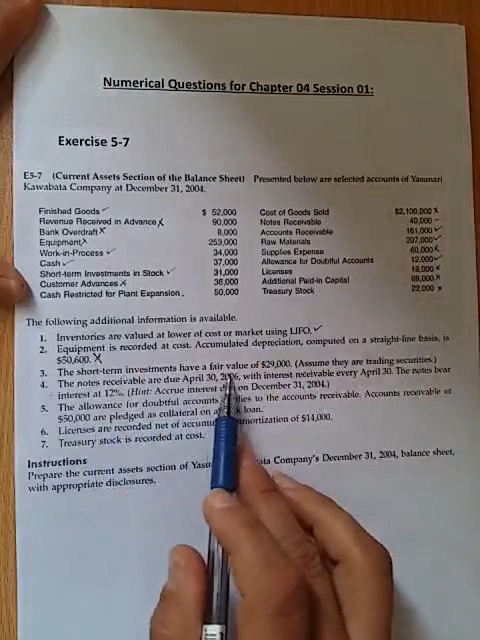 Numerical Questions for Chapter 04 Session 01:
Exercise 5-7
E5-7 (Current Assets Section of the Balance Sheet) Presented below are selected accounts of Yasunari
Kawabata Company at December 31, 2004.
Finished Goods $ 52,000
Revenue Received in Advance 90,000
Bank Overdraft 8,000
Equipment 253,000
Work-in-Process 34,000
Cash 37,000
Short-term Investments in Stock 31,000
Customer Advances 36,000
Cash Restricted for Plant Expansion 50,000
Cost of Goods Sold $2,100,000
Notes Receivable 40,000
Accounts Receivable 161,000
Raw Materials 207,000
Supplies Expense 60,000
Allowance for Doubtful Accounts 12,000
Licenses 18,000
Additional Paid-in Capital 88,000
Treasury Stock 22,000
The following additional information is available.
1. Inventories are valued at lower of cost or market using LIFO.
2. Equipment is recorded at cost. Accumulated depreciation, computed on a straight-line basis, is
$50,600.
3. The short-term investments have a fair value of $29,000. (Assume they are trading securities.)
4. The notes receivable are due April 30, 2006, with interest receivable every April 30. The notes bear
interest at 12%. (Hint: Accrue interest on December 31, 2004.)
5. The allowance for doubtful accounts to the accounts receivable. Accounts receivable of
$50,000 are pledged as collateral on a loan.
6. Licenses are recorded net of amortization of $14,000.
7. Treasury stock is recorded at cost.
Instructions
Prepare the current assets section of Company's December 31, 2004, balance sheet,
with appropriate disclosures.